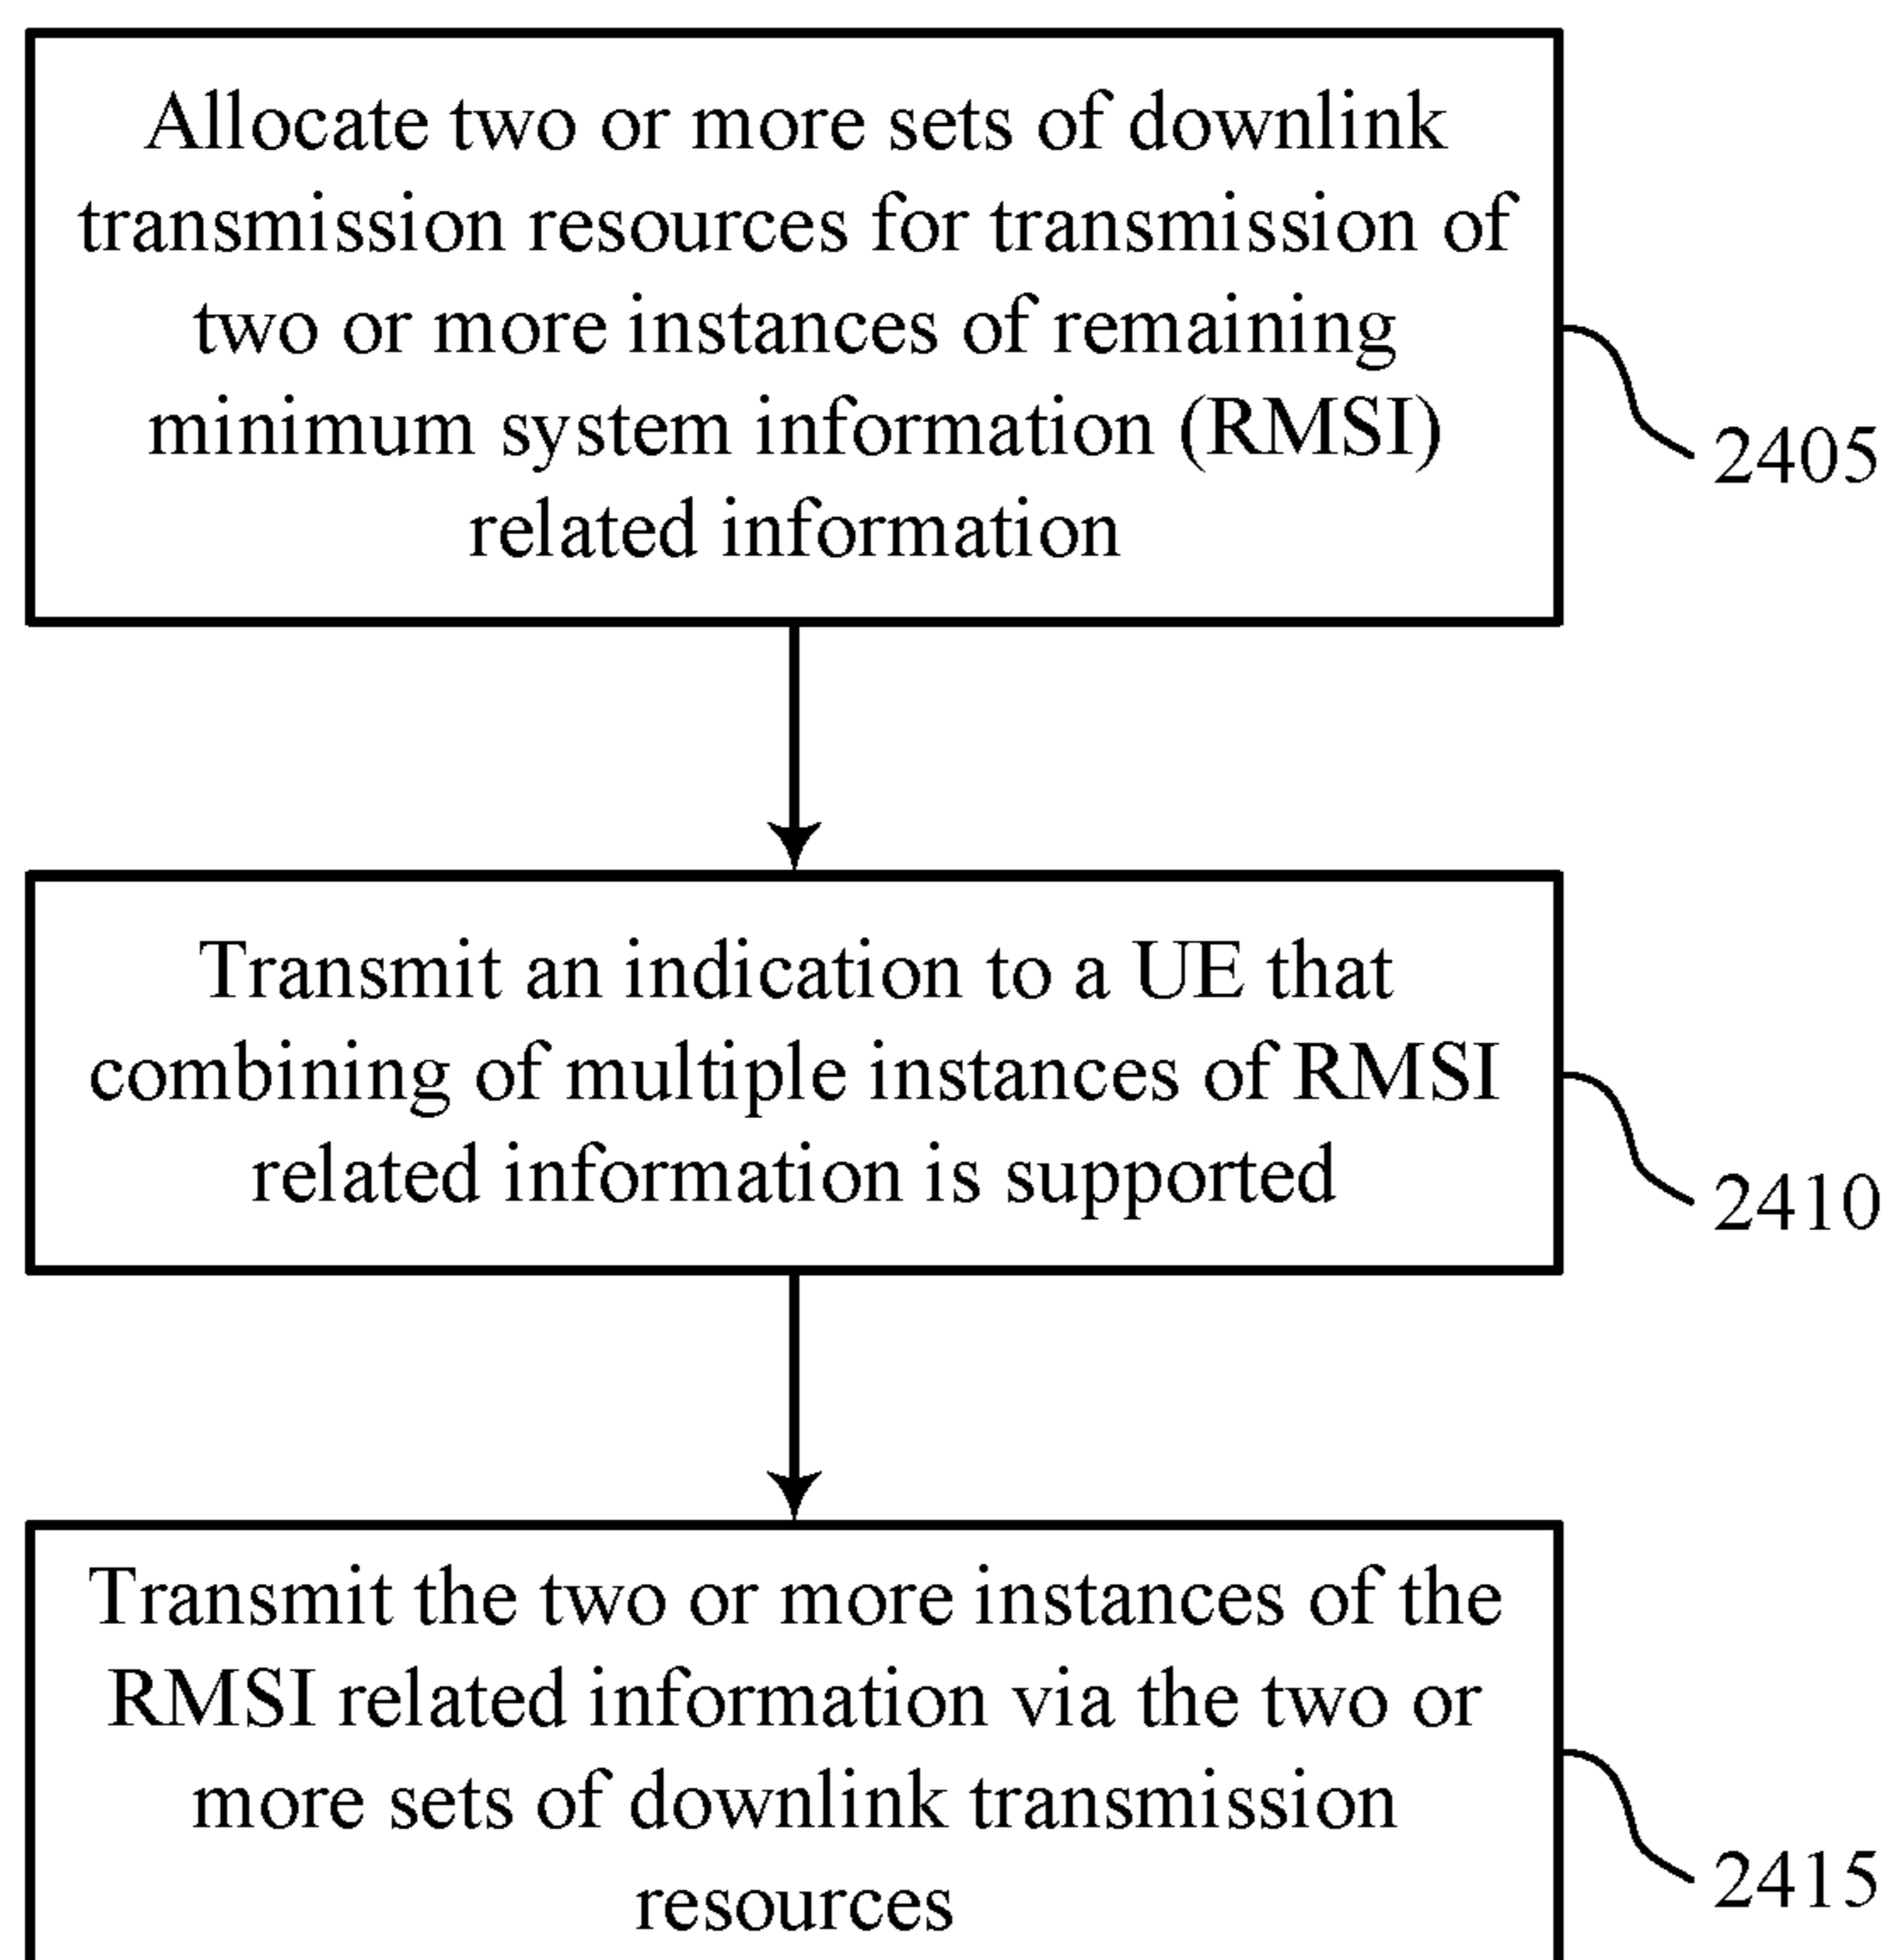 Allocate two or more sets of downlink
transmission resources for transmission of
two or more instances of remaining
minimum system information (RMSI)
related information
2405
Transmit an indication to a UE that
combining of multiple instances of RMSI
related information is supported
2410
Transmit the two or more instances of the
RMSI related information via the two or
more sets of downlink transmission
resources
2415